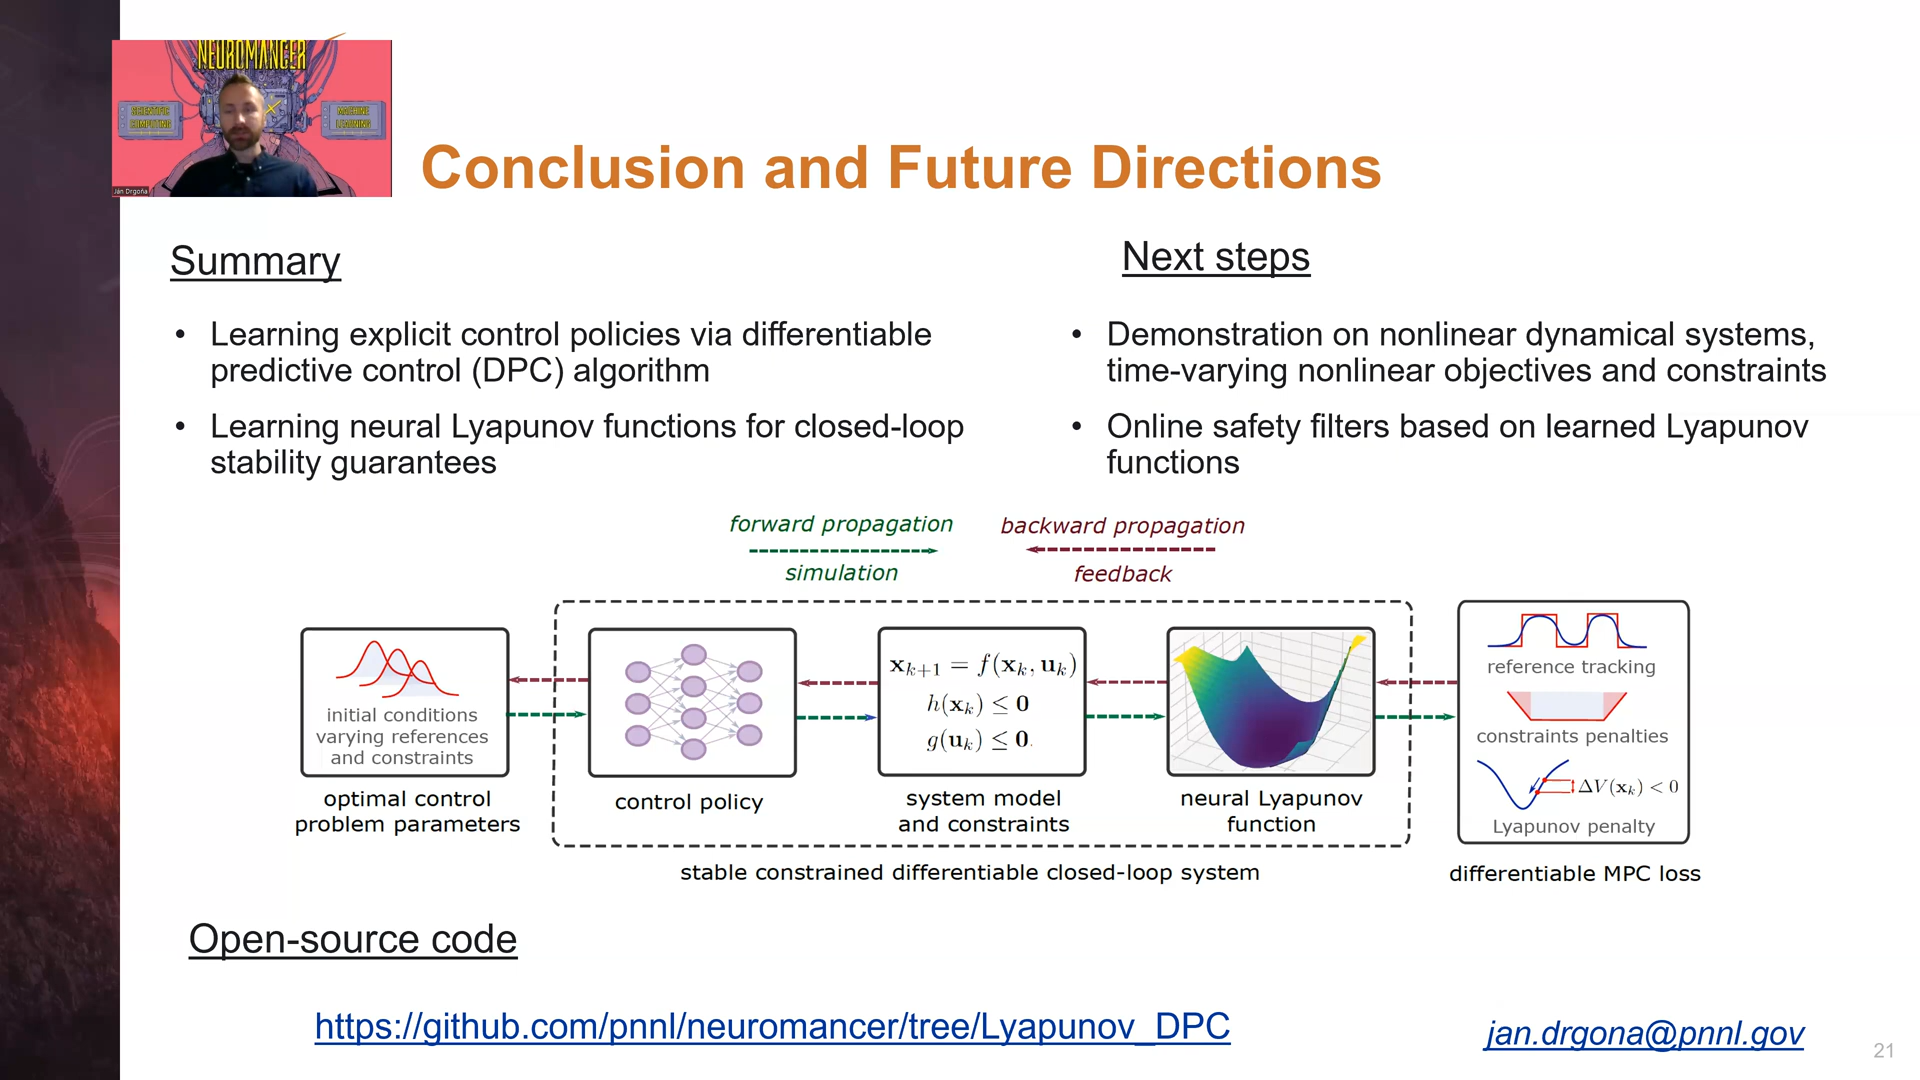 NEUROMANCER
SCIENTIFIC
COMPUTING
MACHINE
LEARNING
Ján Drgoňa
Conclusion and Future Directions
Summary
• Learning explicit control policies via differentiable
predictive control (DPC) algorithm
• Learning neural Lyapunov functions for closed-loop
stability guarantees
Next steps
• Demonstration on nonlinear dynamical systems,
time-varying nonlinear objectives and constraints
• Online safety filters based on learned Lyapunov
functions
forward propagation
simulation
backward propagation
feedback
initial conditions
varying references
and constraints
optimal control
problem parameters
control policy
x_{k+1} = f(x_k, u_k)
h(x_k) ≤ 0
g(u_k) ≤ 0.
system model
and constraints
neural Lyapunov
function
stable constrained differentiable closed-loop system
reference tracking
constraints penalties
ΔV(x_k) < 0
Lyapunov penalty
differentiable MPC loss
Open-source code
https://github.com/pnnl/neuromancer/tree/Lyapunov_DPC
jan.drgona@pnnl.gov
21